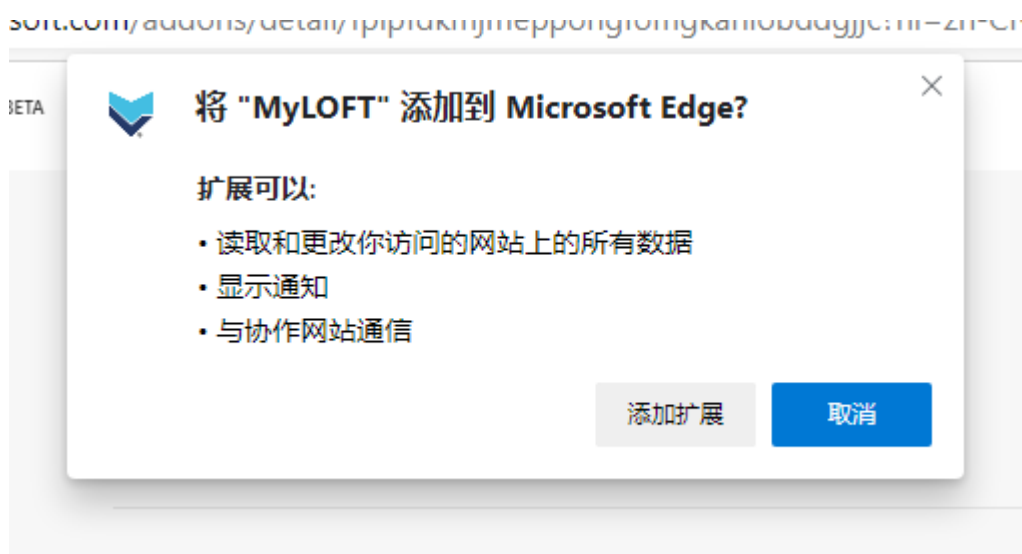 BETA
将 "MyLOFT" 添加到 Microsoft Edge?
扩展可以:
• 读取和更改你访问的网站上的所有数据
• 显示通知
• 与协作网站通信
添加扩展
取消